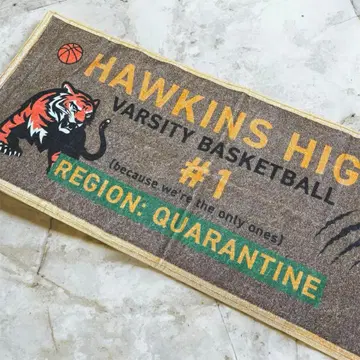 HAWKINS HIG
VARSITY BASKETBALL
#1
(because we're the only ones)
REGION: QUARANTINE